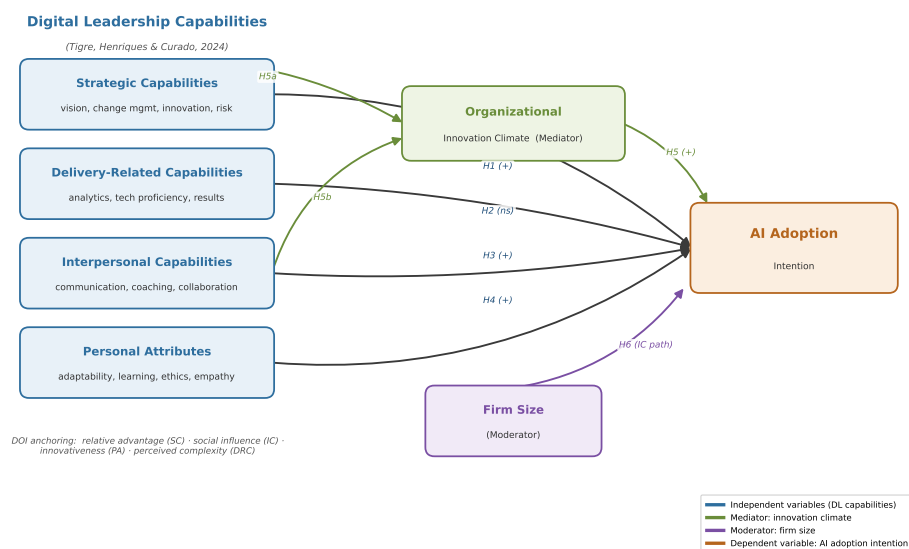 Digital Leadership Capabilities
(Tigre, Henriques & Curado, 2024)
Strategic Capabilities
vision, change mgmt, innovation, risk
Delivery-Related Capabilities
analytics, tech proficiency, results
Interpersonal Capabilities
communication, coaching, collaboration
Personal Attributes
adaptability, learning, ethics, empathy
DOI anchoring:  relative advantage (SC) · social influence (IC) ·
innovativeness (PA) · perceived complexity (DRC)
H5a
H5b
Organizational
Innovation Climate  (Mediator)
H1 (+)
H2 (ns)
H3 (+)
H4 (+)
H5 (+)
H6 (IC path)
AI Adoption
Intention
Firm Size
(Moderator)
Independent variables (DL capabilities)
Mediator: innovation climate
Moderator: firm size
Dependent variable: AI adoption intention